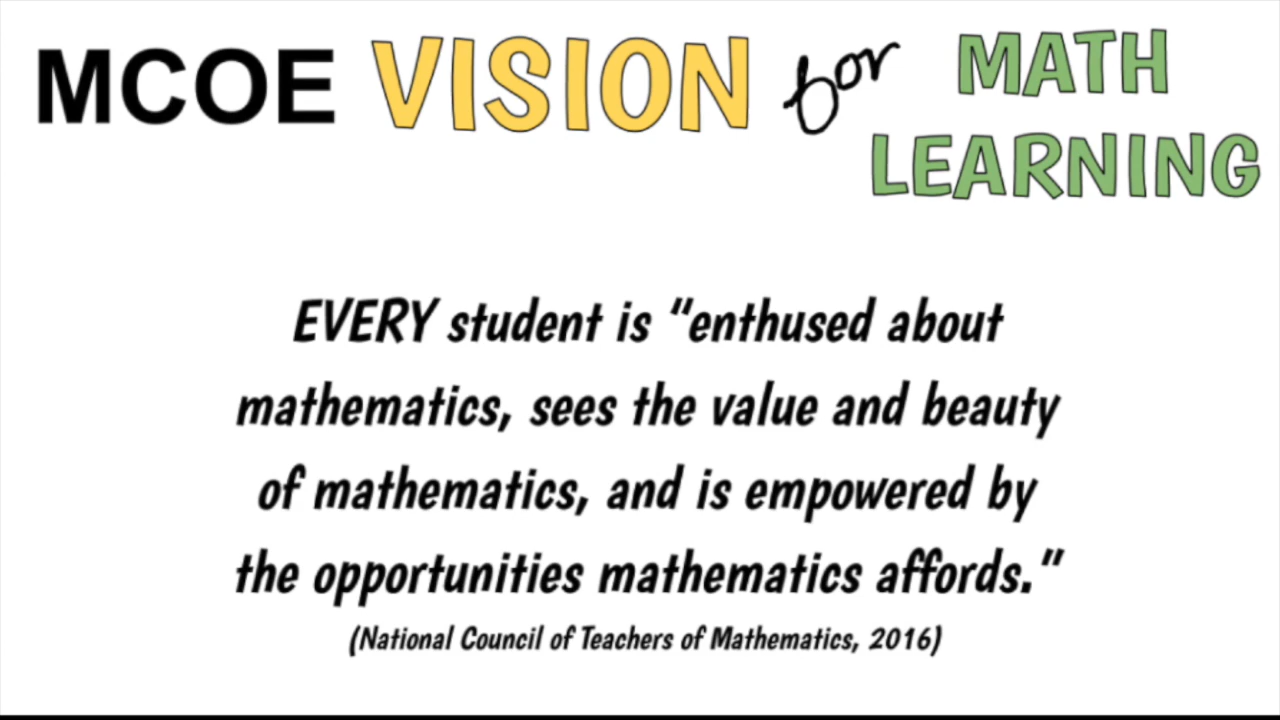 MCOE VISION for MATH
LEARNING
EVERY student is “enthused about
mathematics, sees the value and beauty
of mathematics, and is empowered by
the opportunities mathematics affords.”
(National Council of Teachers of Mathematics, 2016)